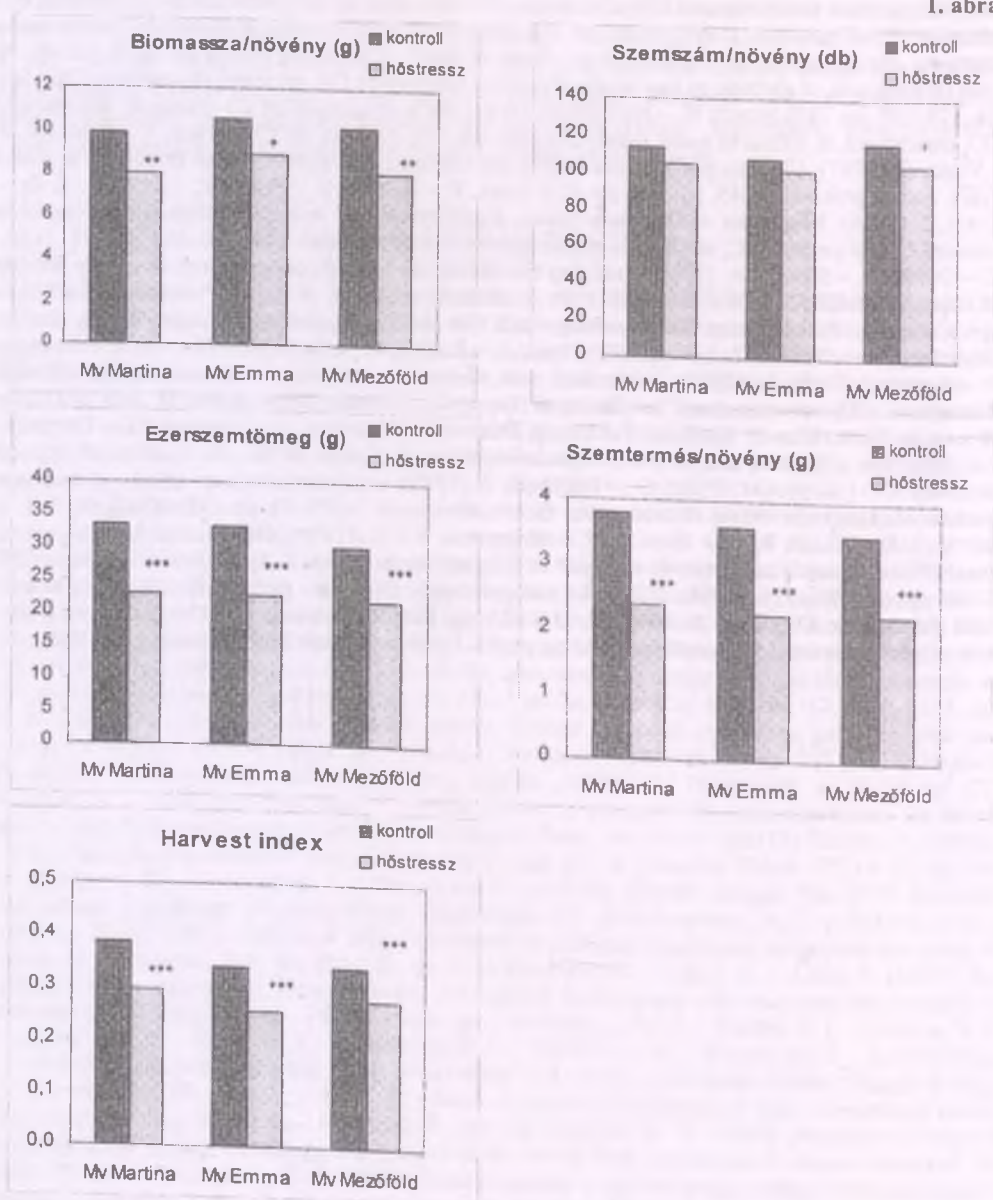 1. ábra
Biomassza/növény (g)
kontroll
hőstressz
12
10
8
6
4
2
0
**
*
**
Mv Martina
Mv Emma
Mv Mezőföld
Szemszám/növény (db)
kontroll
hőstressz
140
120
100
80
60
40
20
0
Mv Martina
Mv Emma
Mv Mezőföld
Ezerszemtömeg (g)
kontroll
hőstressz
40
35
30
25
20
15
10
5
0
***
***
***
Mv Martina
Mv Emma
Mv Mezőföld
Szemtermés/növény (g)
kontroll
hőstressz
4
3
2
1
0
***
***
***
Mv Martina
Mv Emma
Mv Mezőföld
Harvest index
kontroll
hőstressz
0,5
0,4
0,3
0,2
0,1
0,0
***
***
***
Mv Martina
Mv Emma
Mv Mezőföld